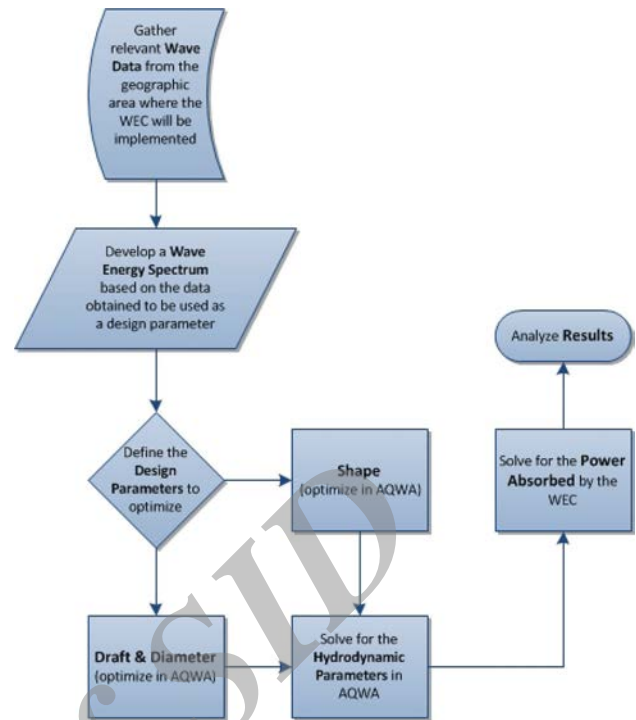 Gather
relevant Wave
Data from the
geographic
area where the
WEC will be
implemented
Develop a Wave
Energy Spectrum
based on the data
obtained to be used as
a design parameter
Define the
Design
Parameters to
optimize
Shape
(optimize in AQWA)
Draft & Diameter
(optimize in AQWA)
Solve for the
Hydrodynamic
Parameters in
AQWA
Solve for the Power
Absorbed by the
WEC
Analyze Results
f SID